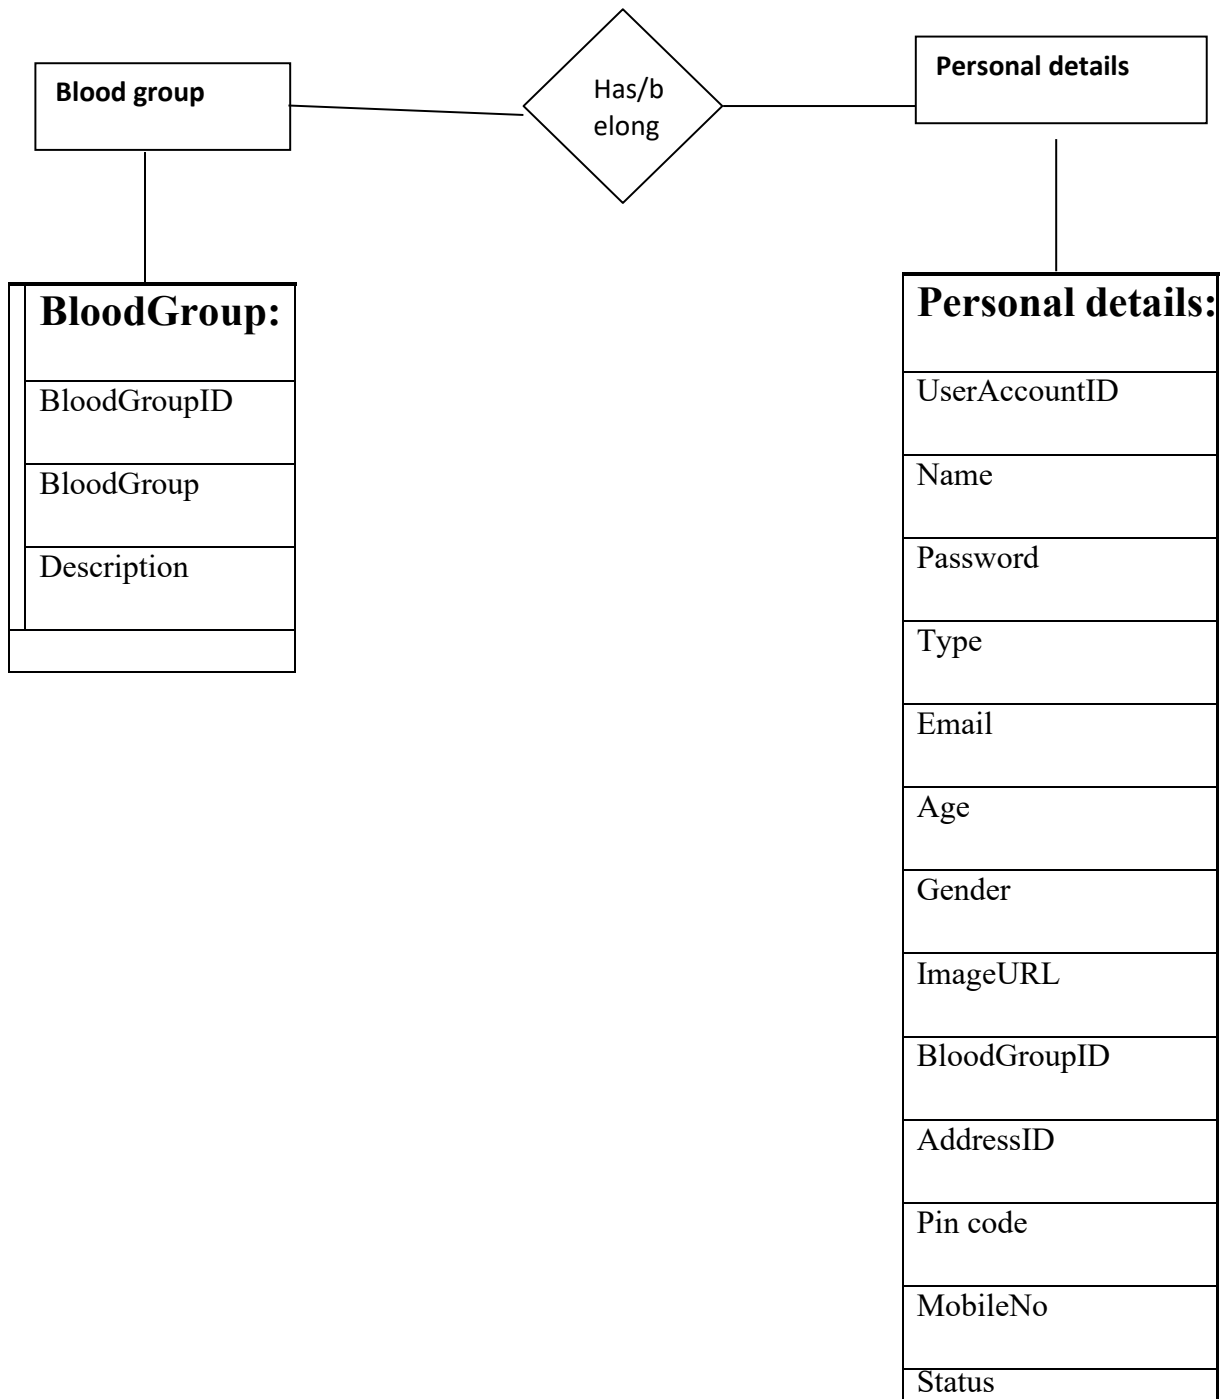 Blood group
Has/b
elong
Personal details
BloodGroup:
BloodGroupID
BloodGroup
Description
Personal details:
UserAccountID
Name
Password
Type
Email
Age
Gender
ImageURL
BloodGroupID
AddressID
Pin code
MobileNo
Status